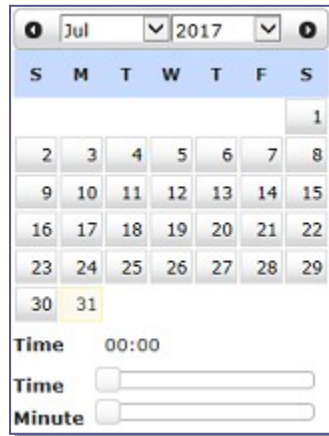 Jul 2017
S M T W T F S
1
2 3 4 5 6 7 8
9 10 11 12 13 14 15
16 17 18 19 20 21 22
23 24 25 26 27 28 29
30 31
Time 00:00
Time
Minute